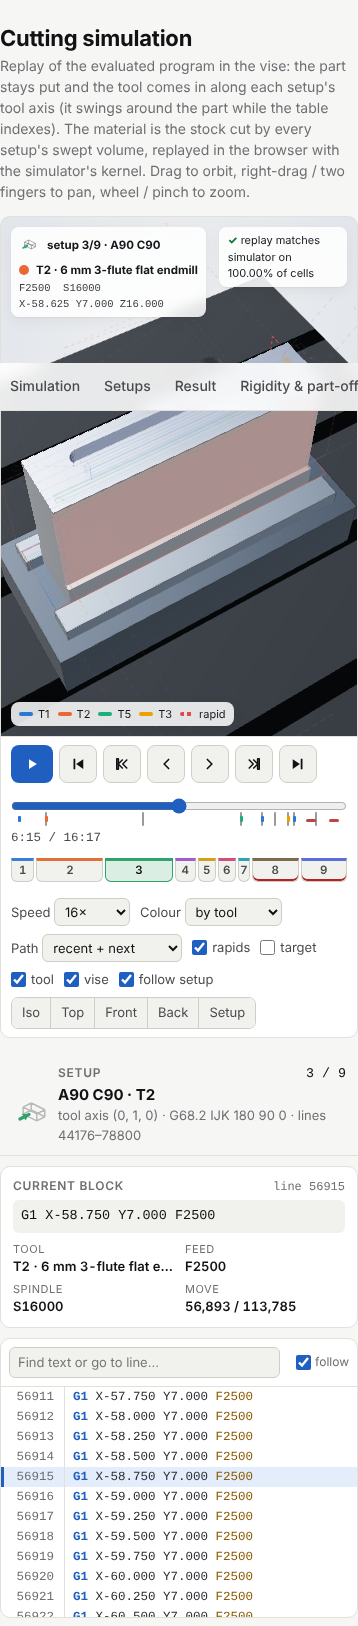 Cutting simulation
Replay of the evaluated program in the vise: the part
stays put and the tool comes in along each setup's
tool axis (it swings around the part while the table
indexes). The material is the stock cut by every
setup's swept volume, replayed in the browser with
the simulator's kernel. Drag to orbit, right-drag / two
fingers to pan, wheel / pinch to zoom.
setup 3/9 · A90 C90
T2 · 6 mm 3-flute flat endmill
F2500 S16000
X-58.625 Y7.000 Z16.000
✓ replay matches
simulator on
100.00% of cells
Simulation Setups Result Rigidity & part-off
T1 T2 T5 T3 rapid
6:15 / 16:17
1 2 3 4 5 6 7 8 9
Speed 16× Colour by tool
Path recent + next rapids target
tool vise follow setup
Iso Top Front Back Setup
SETUP 3 / 9
A90 C90 · T2
tool axis (0, 1, 0) · G68.2 IJK 180 90 0 · lines
44176–78800
CURRENT BLOCK line 56915
G1 X-58.750 Y7.000 F2500
TOOL FEED
T2 · 6 mm 3-flute flat e... F2500
SPINDLE MOVE
S16000 56,893 / 113,785
Find text or go to line... follow
56911 G1 X-57.750 Y7.000 F2500
56912 G1 X-58.000 Y7.000 F2500
56913 G1 X-58.250 Y7.000 F2500
56914 G1 X-58.500 Y7.000 F2500
56915 G1 X-58.750 Y7.000 F2500
56916 G1 X-59.000 Y7.000 F2500
56917 G1 X-59.250 Y7.000 F2500
56918 G1 X-59.500 Y7.000 F2500
56919 G1 X-59.750 Y7.000 F2500
56920 G1 X-60.000 Y7.000 F2500
56921 G1 X-60.250 Y7.000 F2500
56922 G1 X-60.500 Y7.000 F2500